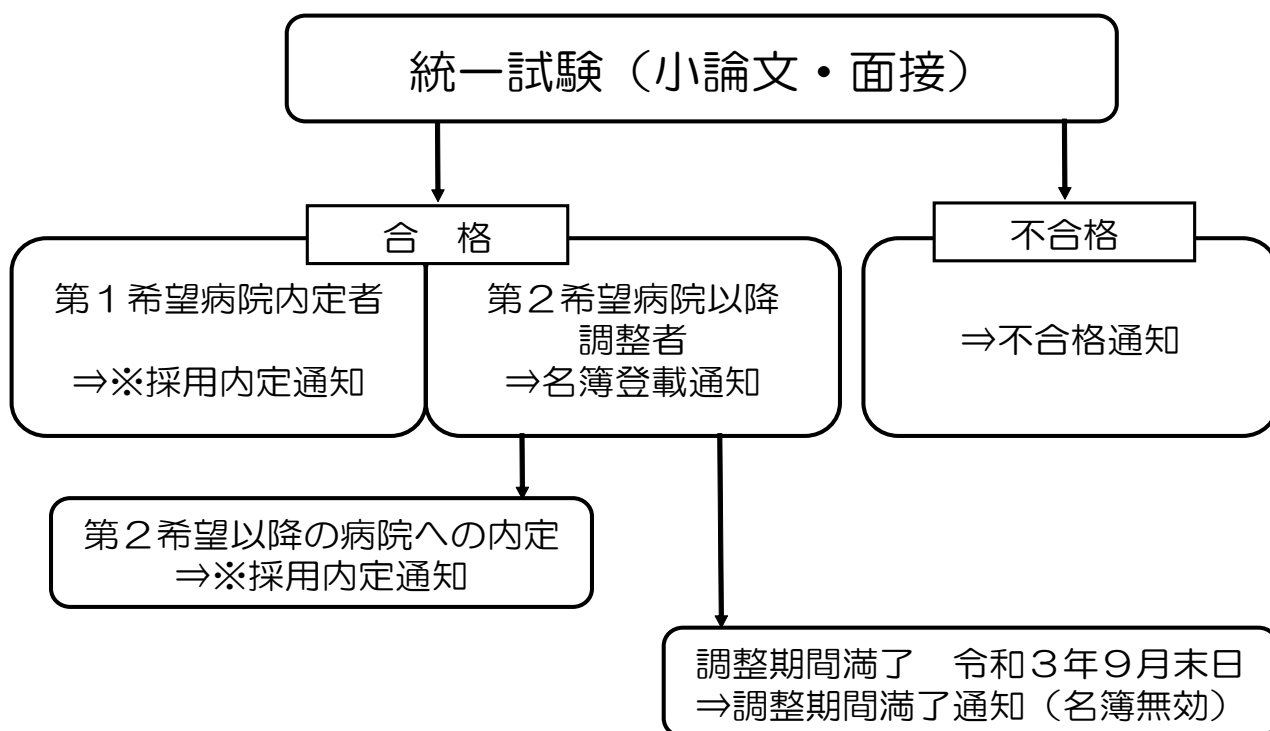 統一試験（小論文・面接）
合　格
不合格
第１希望病院内定者
⇒※採用内定通知
第２希望病院以降
調整者
⇒名簿登載通知
⇒不合格通知
第２希望以降の病院への内定
⇒※採用内定通知
調整期間満了　令和３年９月末日
⇒調整期間満了通知（名簿無効）